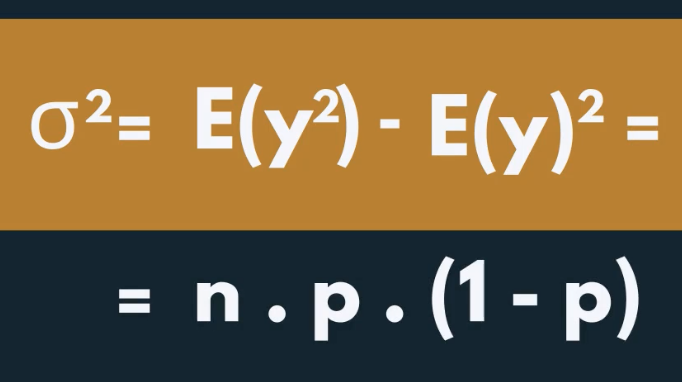 σ²= E(y²) - E(y)² =
= n . p . (1 - p)